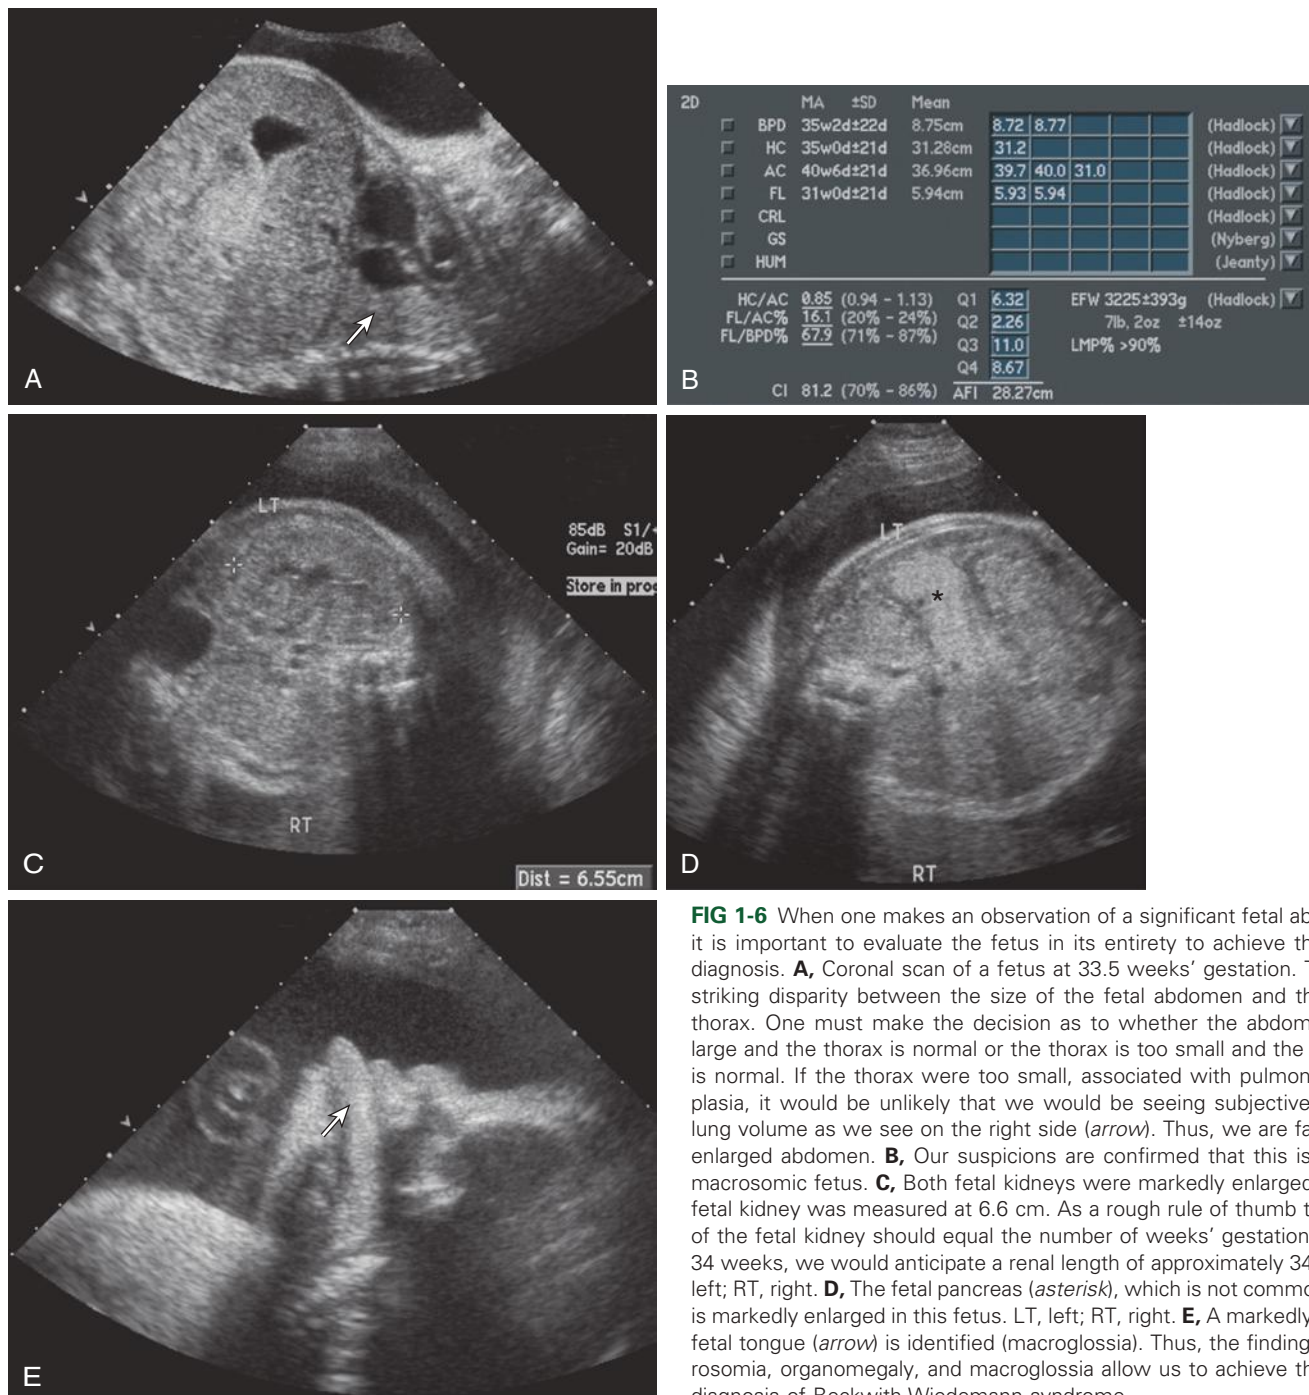 A
2D
MA ±SD Mean
BPD 35w2d±22d 8.75cm 8.72 8.77 (Hadlock)
HC 35w0d±21d 31.28cm 31.2 (Hadlock)
AC 40w6d±21d 36.96cm 39.7 40.0 31.0 (Hadlock)
FL 31w0d±21d 5.94cm 5.93 5.94 (Hadlock)
CRL (Hadlock)
GS (Nyberg)
HUM (Jeanty)
HC/AC 0.85 (0.94 - 1.13) Q1 6.32 EFW 3225±393g (Hadlock)
FL/AC% 16.1 (20% - 24%) Q2 2.26 7lb, 2oz ±14oz
FL/BPD% 67.9 (71% - 87%) Q3 11.0 LMP% >90%
Q4 8.67
CI 81.2 (70% - 86%) AFI 28.27cm
B
LT
85dB S1/+
Gain= 20dB
Store in prog
RT
C
Dist = 6.55cm
LT
*
RT
D
E
FIG 1-6 When one makes an observation of a significant fetal ab
it is important to evaluate the fetus in its entirety to achieve th
diagnosis. A, Coronal scan of a fetus at 33.5 weeks' gestation. T
striking disparity between the size of the fetal abdomen and th
thorax. One must make the decision as to whether the abdom
large and the thorax is normal or the thorax is too small and the
is normal. If the thorax were too small, associated with pulmon
plasia, it would be unlikely that we would be seeing subjective
lung volume as we see on the right side (arrow). Thus, we are fa
enlarged abdomen. B, Our suspicions are confirmed that this is
macrosomic fetus. C, Both fetal kidneys were markedly enlarged
fetal kidney was measured at 6.6 cm. As a rough rule of thumb t
of the fetal kidney should equal the number of weeks' gestation
34 weeks, we would anticipate a renal length of approximately 34
left; RT, right. D, The fetal pancreas (asterisk), which is not commo
is markedly enlarged in this fetus. LT, left; RT, right. E, A markedly
fetal tongue (arrow) is identified (macroglossia). Thus, the finding
rosomia, organomegaly, and macroglossia allow us to achieve th
diagnosis of Beckwith-Wiedemann syndrome